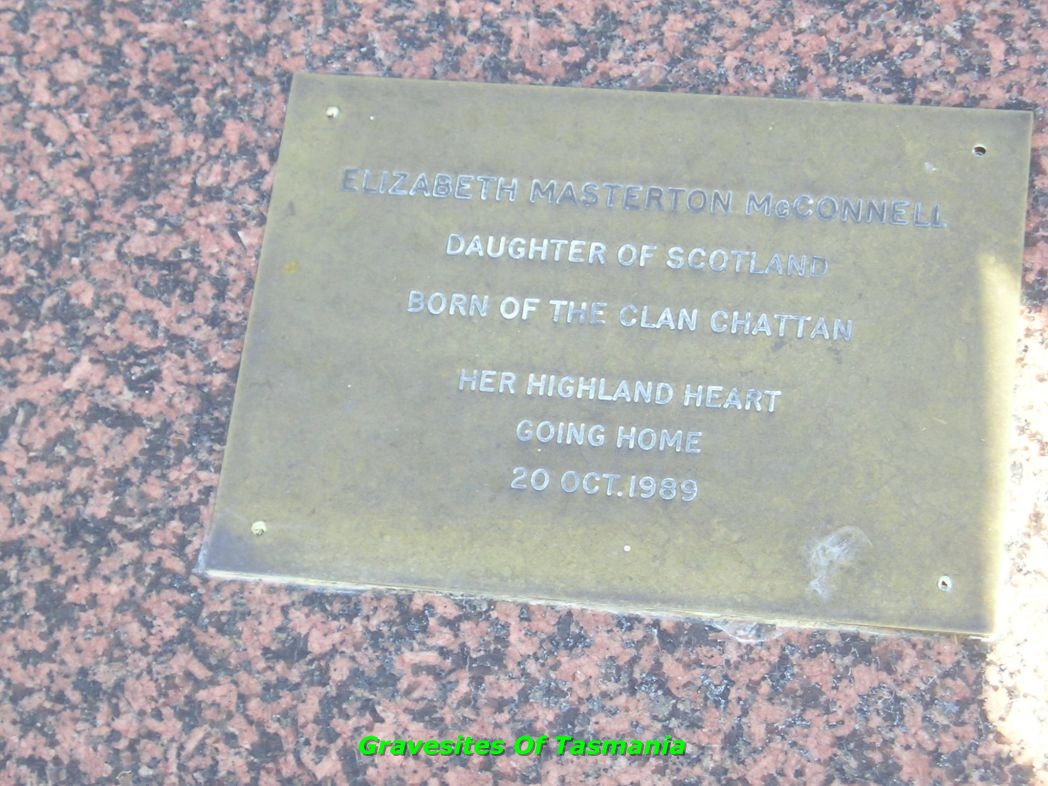 ELIZABETH MASTERTON McCONNELL
DAUGHTER OF SCOTLAND
BORN OF THE CLAN CHATTAN
HER HIGHLAND HEART
GOING HOME
20 OCT.1989
Gravesites Of Tasmania